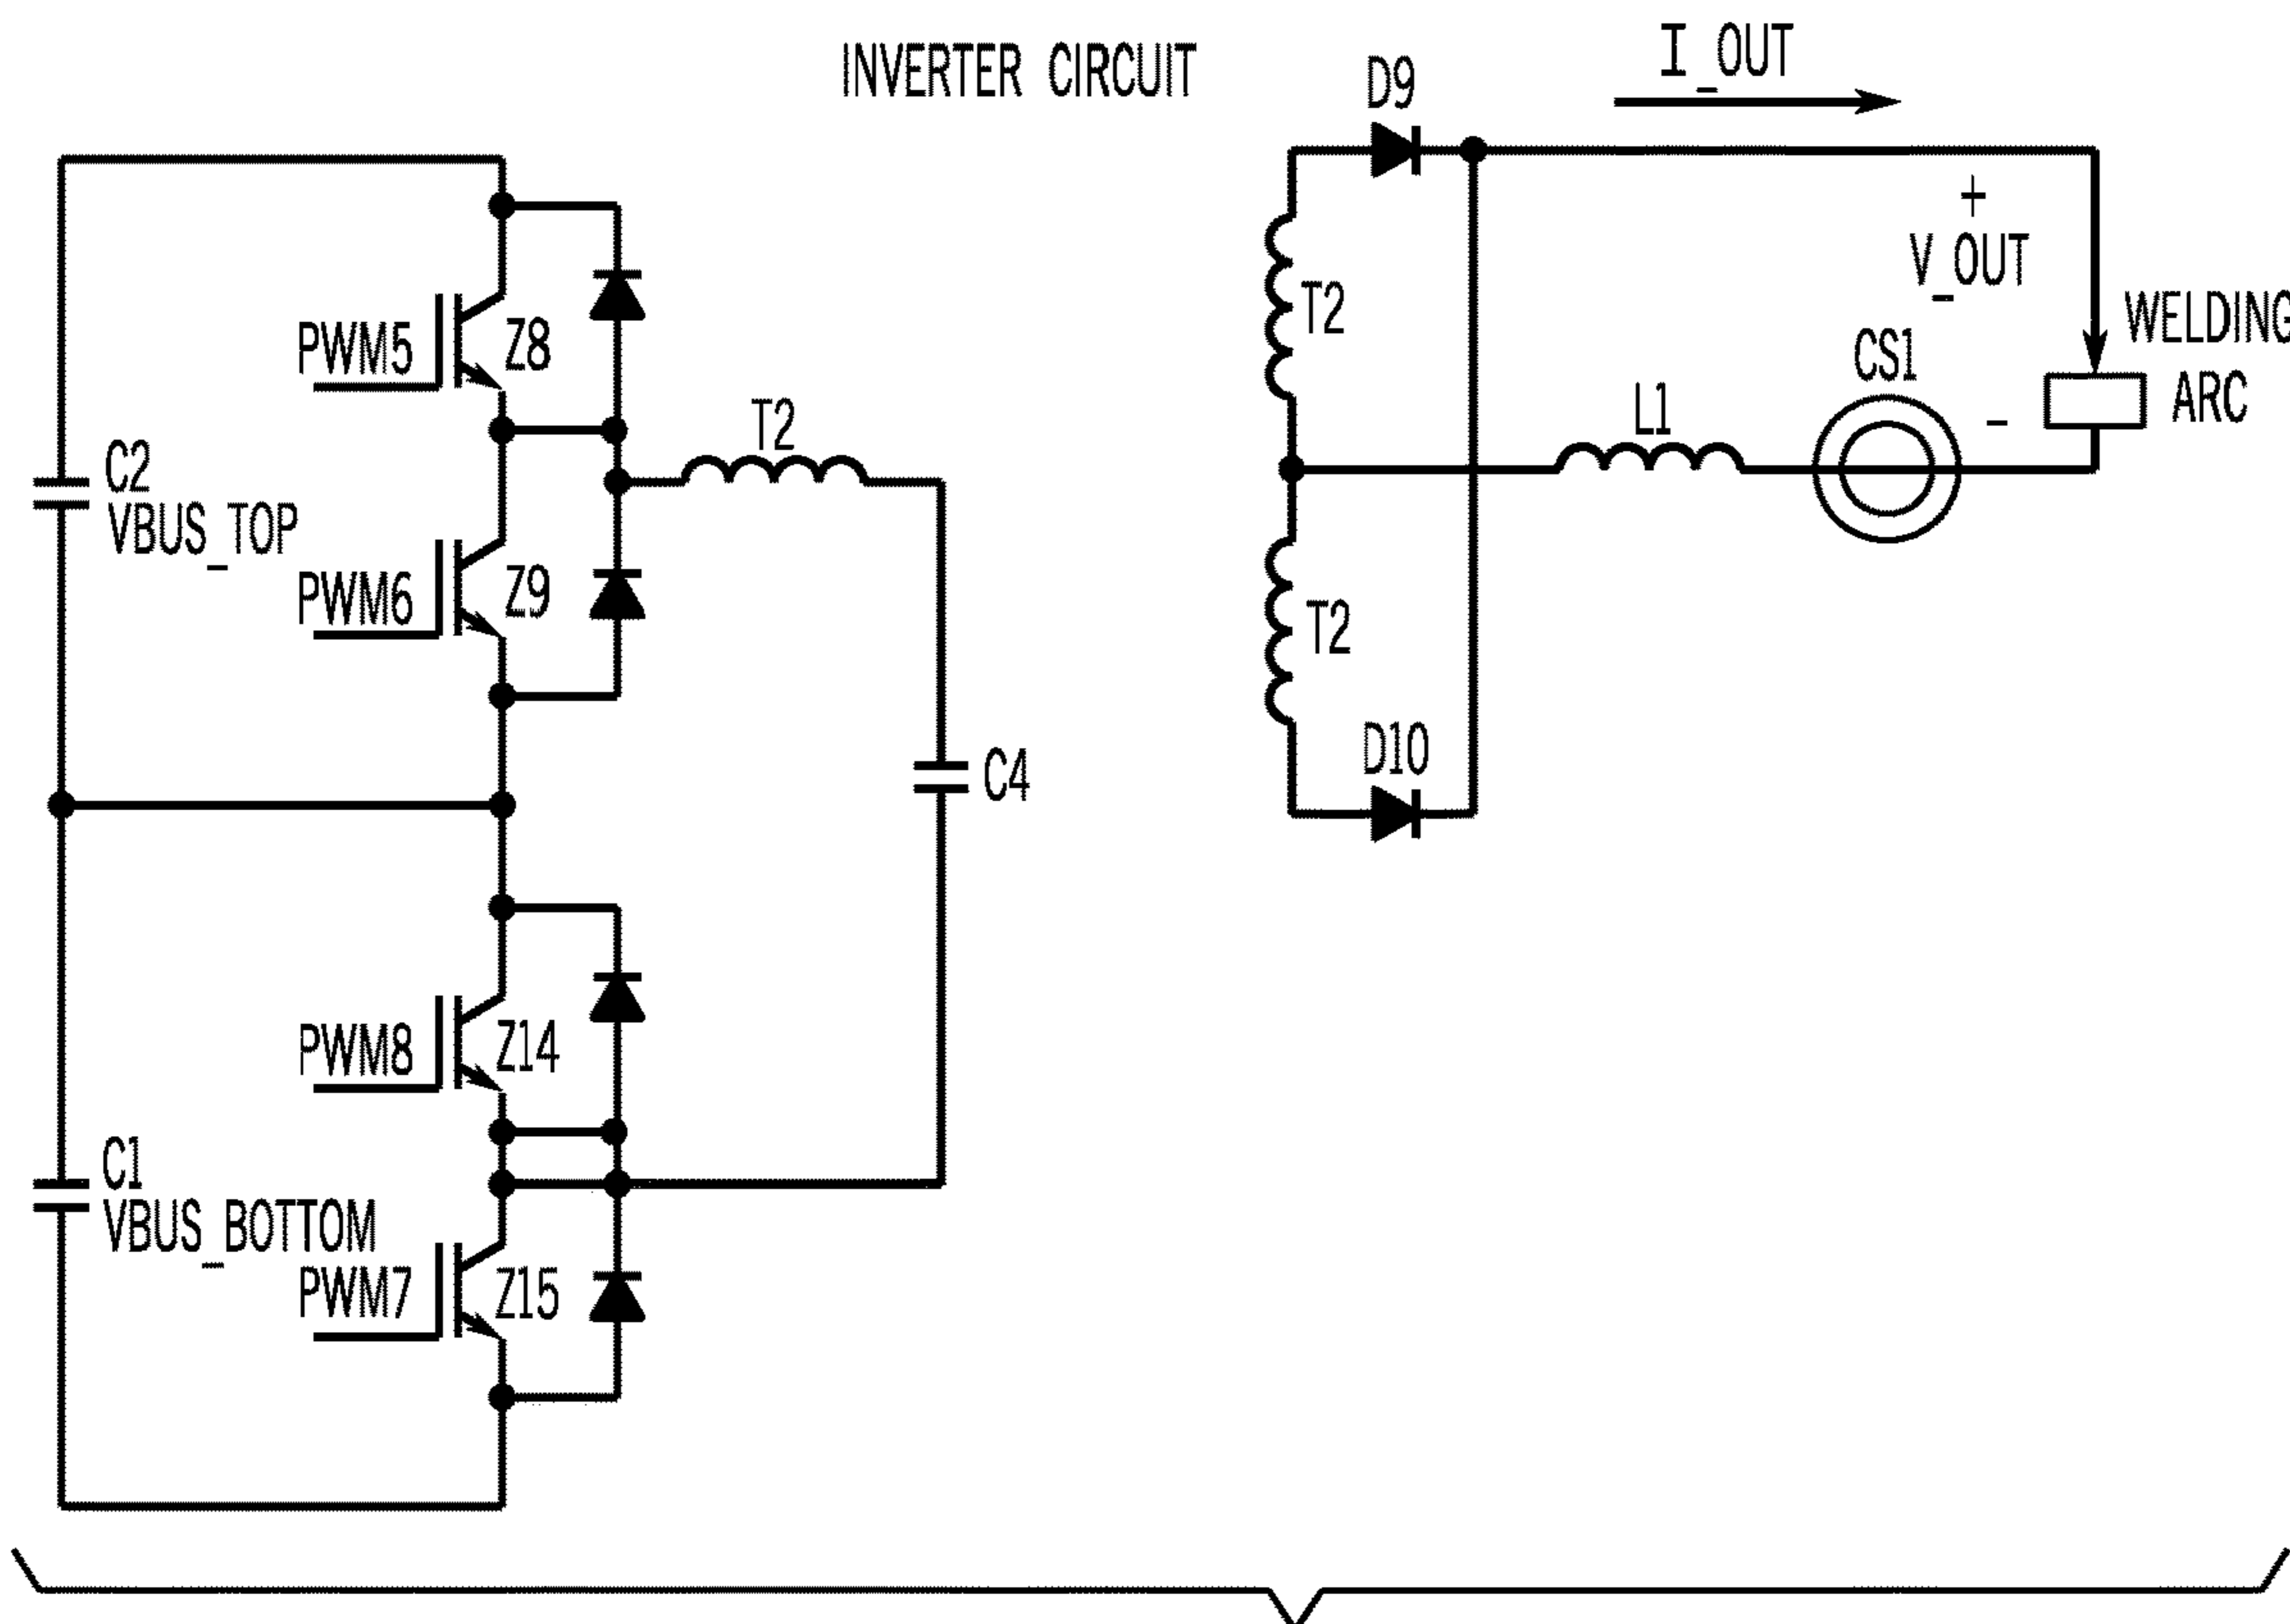 INVERTER CIRCUIT
I_OUT
D9
+
V_OUT
WELDING
ARC
-
CS1
L1
T2
T2
D10
PWM5
Z8
T2
C2
VBUS_TOP
PWM6
Z9
C4
PWM8
Z14
C1
VBUS_BOTTOM
PWM7
Z15